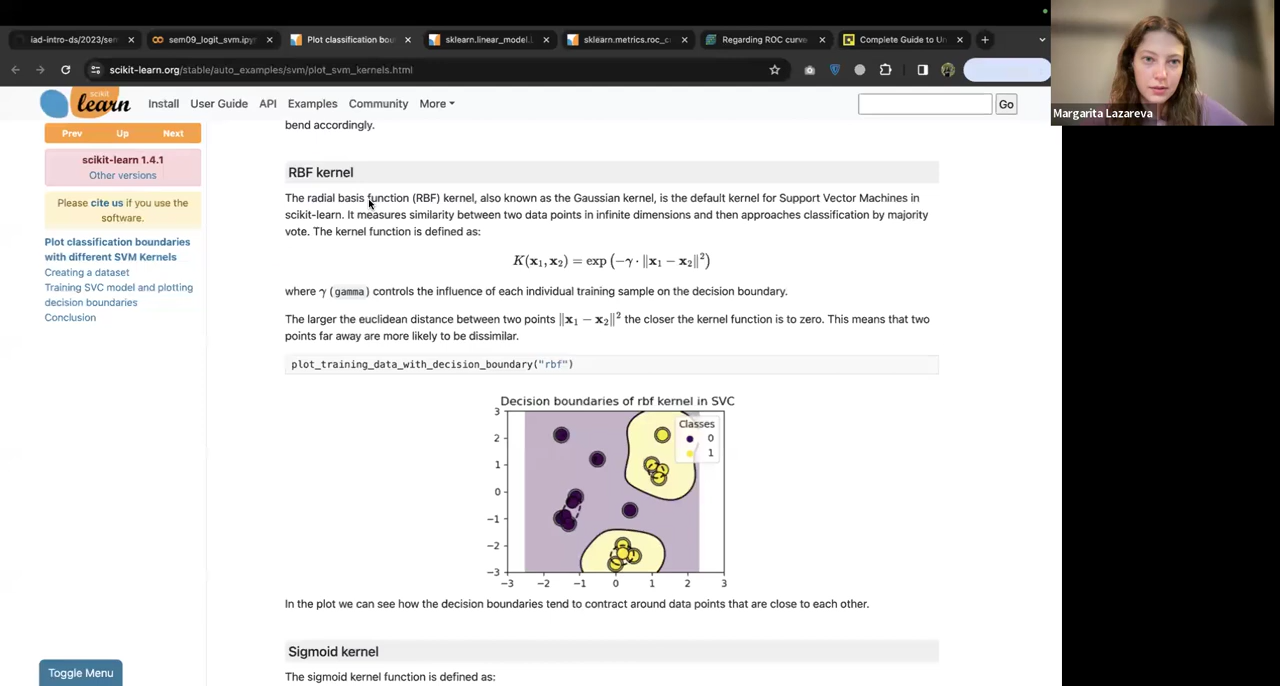 iad-intro-ds/2023/sem
sem09_logit_svm.ipy
Plot classification bou
sklearn.linear_model.
sklearn.metrics.roc_c
Regarding ROC curve
Complete Guide to Un
scikit-learn.org/stable/auto_examples/svm/plot_svm_kernels.html
Margarita Lazareva
scikit
learn
Install
User Guide
API
Examples
Community
More
Go
Prev
Up
Next
scikit-learn 1.4.1
Other versions
Please cite us if you use the
software.
Plot classification boundaries
with different SVM Kernels
Creating a dataset
Training SVC model and plotting
decision boundaries
Conclusion
Toggle Menu
bend accordingly.
RBF kernel
The radial basis function (RBF) kernel, also known as the Gaussian kernel, is the default kernel for Support Vector Machines in
scikit-learn. It measures similarity between two data points in infinite dimensions and then approaches classification by majority
vote. The kernel function is defined as:
K(x₁, x₂) = exp (−γ · ‖x₁ − x₂‖²)
where γ (gamma) controls the influence of each individual training sample on the decision boundary.
The larger the euclidean distance between two points ‖x₁ − x₂‖² the closer the kernel function is to zero. This means that two
points far away are more likely to be dissimilar.
plot_training_data_with_decision_boundary("rbf")
Decision boundaries of rbf kernel in SVC
Classes
0
1
3
2
1
0
−1
−2
−3
−3 −2 −1 0 1 2 3
In the plot we can see how the decision boundaries tend to contract around data points that are close to each other.
Sigmoid kernel
The sigmoid kernel function is defined as: